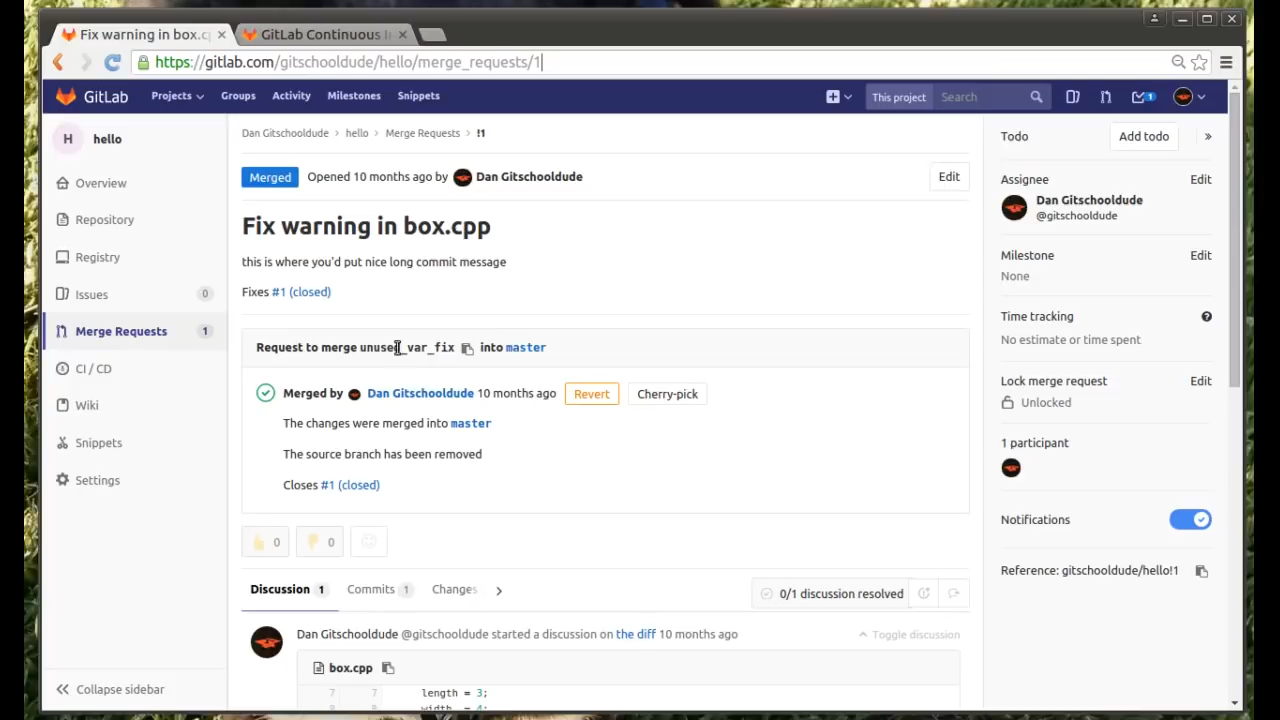 Fix warning in box.c
GitLab Continuous I
https://gitlab.com/gitschooldude/hello/merge_requests/1
GitLab
Projects
Groups
Activity
Milestones
Snippets
This project
Search
1
H hello
Overview
Repository
Registry
Issues 0
Merge Requests 1
CI / CD
Wiki
Snippets
Settings
Collapse sidebar
Dan Gitschooldude › hello › Merge Requests › !1
Merged Opened 10 months ago by Dan Gitschooldude Edit
Fix warning in box.cpp
this is where you'd put nice long commit message
Fixes #1 (closed)
Request to merge unused_var_fix into master
Merged by Dan Gitschooldude 10 months ago Revert Cherry-pick
The changes were merged into master
The source branch has been removed
Closes #1 (closed)
0 0
Discussion 1 Commits 1 Changes 0/1 discussion resolved
Dan Gitschooldude @gitschooldude started a discussion on the diff 10 months ago Toggle discussion
box.cpp
7 7 length = 3;
8 8 width = 4;
Todo Add todo »
Assignee Edit
Dan Gitschooldude
@gitschooldude
Milestone Edit
None
Time tracking ?
No estimate or time spent
Lock merge request Edit
Unlocked
1 participant
Notifications
Reference: gitschooldude/hello!1